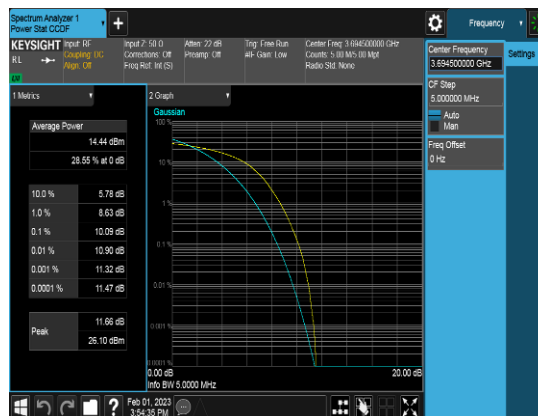 Spectrum Analyzer 1
Power Stat CCDF
Frequency
KEYSIGHT
RL
Input: RF
Coupling: DC
Align: Off
Input Z: 50 Ω
Corrections: Off
Freq Ref: Int (S)
Atten: 22 dB
Preamp: Off
Trig: Free Run
#IF Gain: Low
Center Freq: 3.694500000 GHz
Counts: 5.00 M/5.00 Mpt
Radio Std: None
Center Frequency
3.694500000 GHz
Settings
CF Step
5.000000 MHz
Auto
Man
Freq Offset
0 Hz
1 Metrics
Average Power
14.44 dBm
28.55 % at 0 dB
10.0 % 5.78 dB
1.0 % 8.63 dB
0.1 % 10.09 dB
0.01 % 10.90 dB
0.001 % 11.32 dB
0.0001 % 11.47 dB
Peak
11.66 dB
26.10 dBm
2 Graph
Gaussian
100 %
10 %
1 %
0.1 %
0.01 %
0.001 %
0.0001 %
0.00 dB 20.00 dB
Info BW 5.0000 MHz
?
Feb 01, 2023
3:54:35 PM